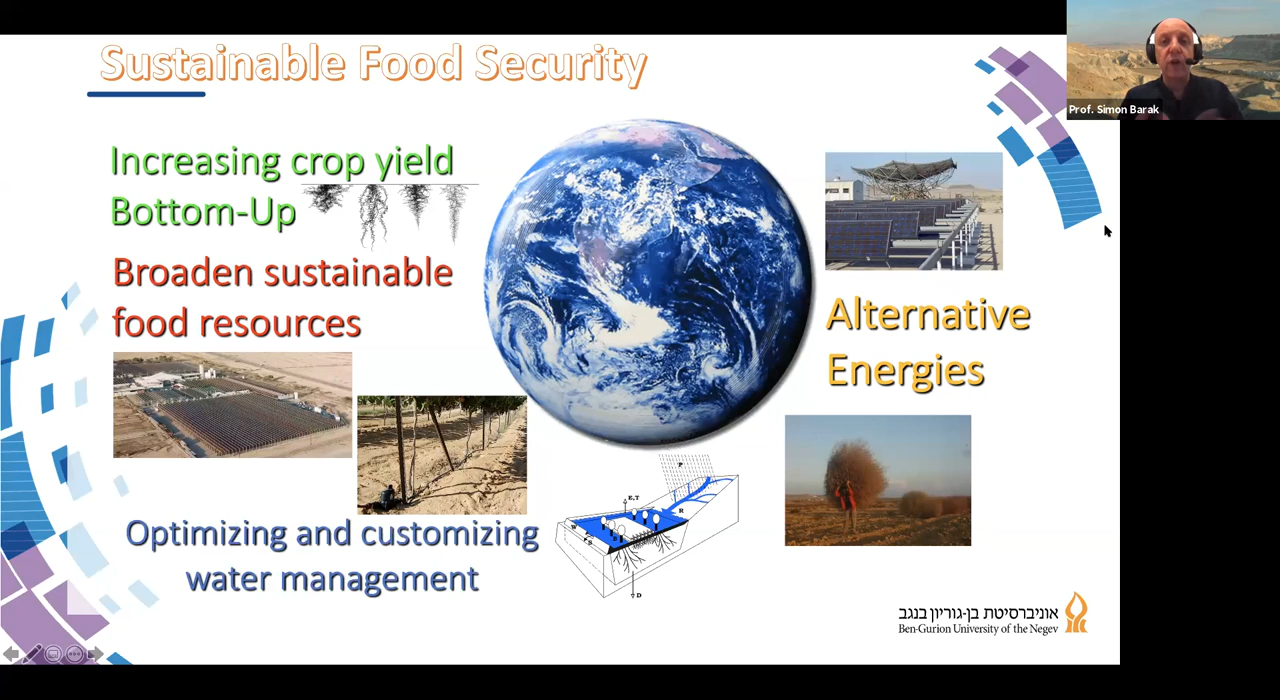 Sustainable Food Security
Prof. Simon Barak
Increasing crop yield
Bottom-Up
Broaden sustainable
food resources
Alternative
Energies
P
E,T
R
D
Optimizing and customizing
water management
אוניברסיטת בן-גוריון בנגב
Ben-Gurion University of the Negev